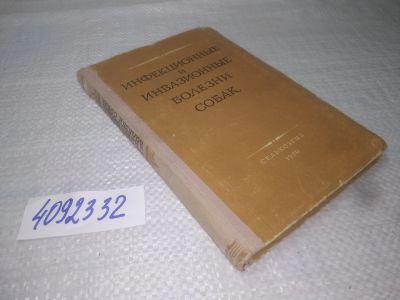 ИНФЕКЦИОННЫЕ
И
ИНВАЗИОННЫЕ
БОЛЕЗНИ
СОБАК
СЕЛЬХОЗГИЗ
4092332